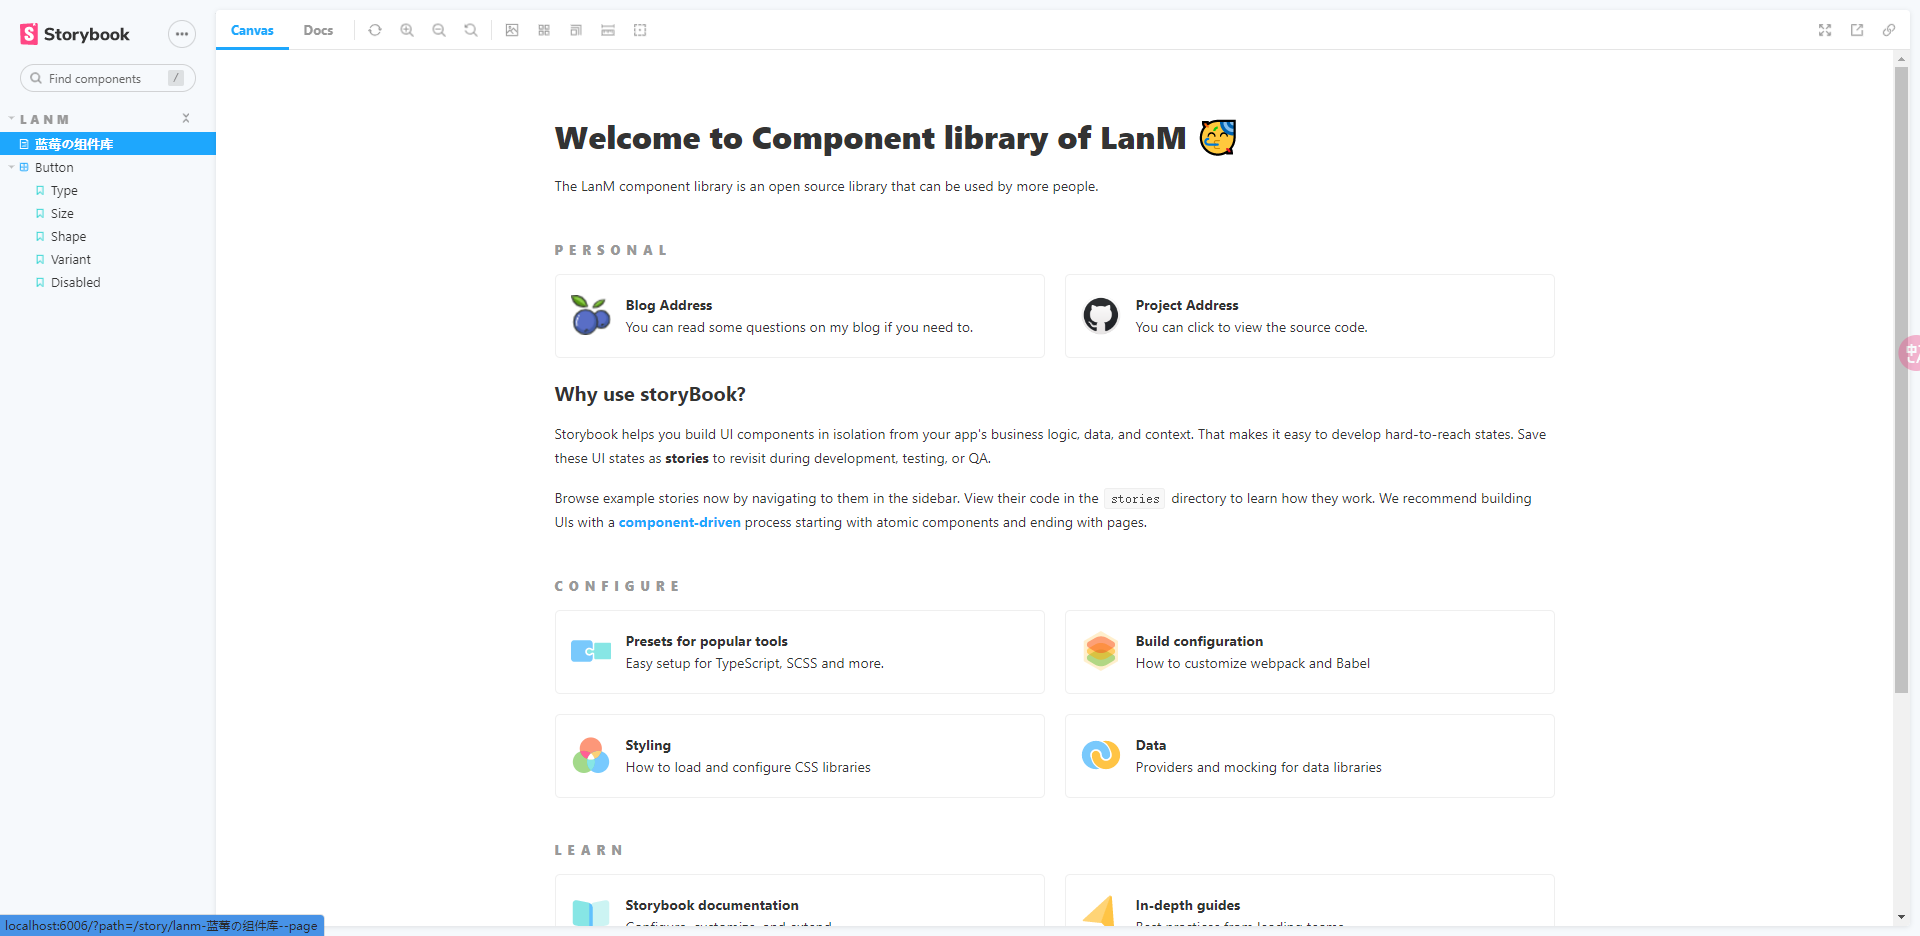 Storybook
Find components
/
LANM
蓝莓の组件库
Button
Type
Size
Shape
Variant
Disabled
Canvas
Docs
Welcome to Component library of LanM
The LanM component library is an open source library that can be used by more people.
PERSONAL
Blog Address
You can read some questions on my blog if you need to.
Project Address
You can click to view the source code.
Why use storyBook?
Storybook helps you build UI components in isolation from your app's business logic, data, and context. That makes it easy to develop hard-to-reach states. Save
these UI states as stories to revisit during development, testing, or QA.
Browse example stories now by navigating to them in the sidebar. View their code in the stories directory to learn how they work. We recommend building
UIs with a component-driven process starting with atomic components and ending with pages.
CONFIGURE
Presets for popular tools
Easy setup for TypeScript, SCSS and more.
Build configuration
How to customize webpack and Babel
Styling
How to load and configure CSS libraries
Data
Providers and mocking for data libraries
LEARN
Storybook documentation
Configure, customize, and extend
In-depth guides
Best practices from leading teams
localhost:6006/?path=/story/lanm-蓝莓の组件库--page